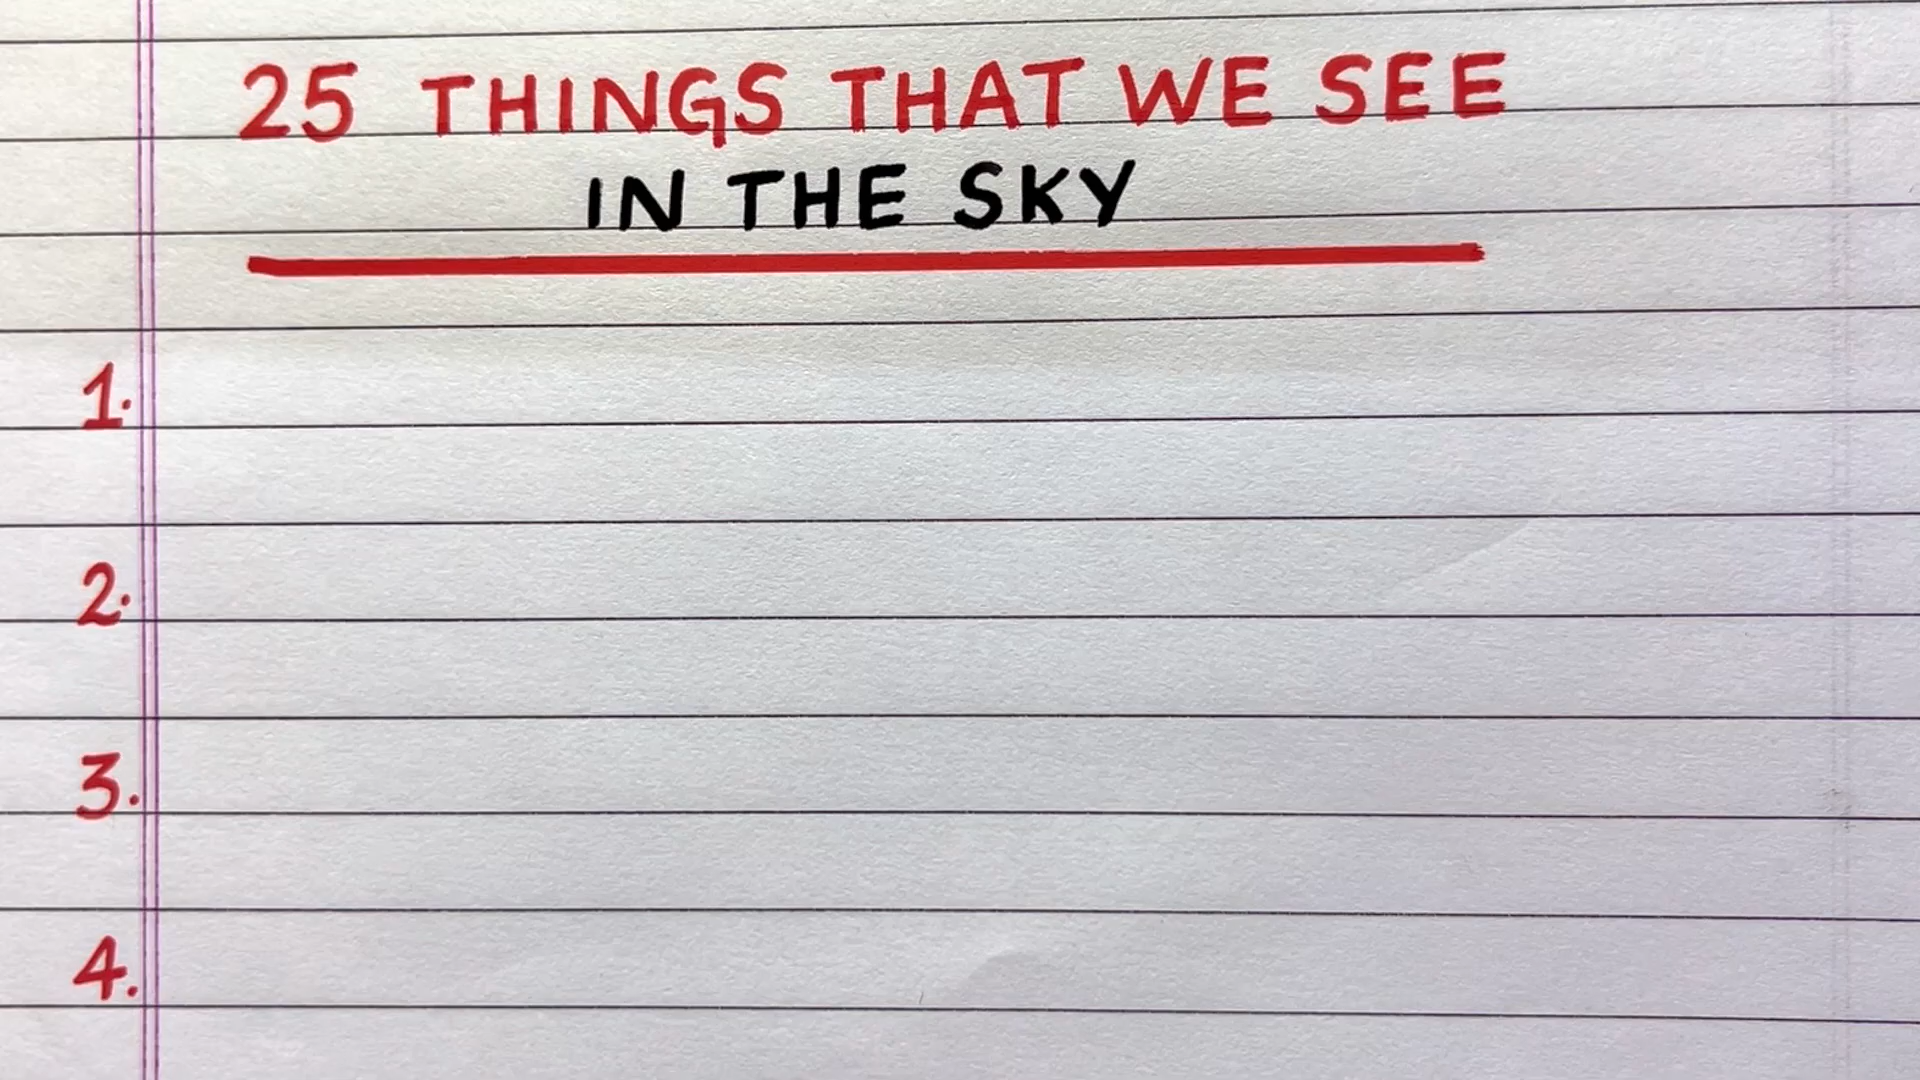 25 THINGS THAT WE SEE
IN THE SKY
1.
2.
3.
4.